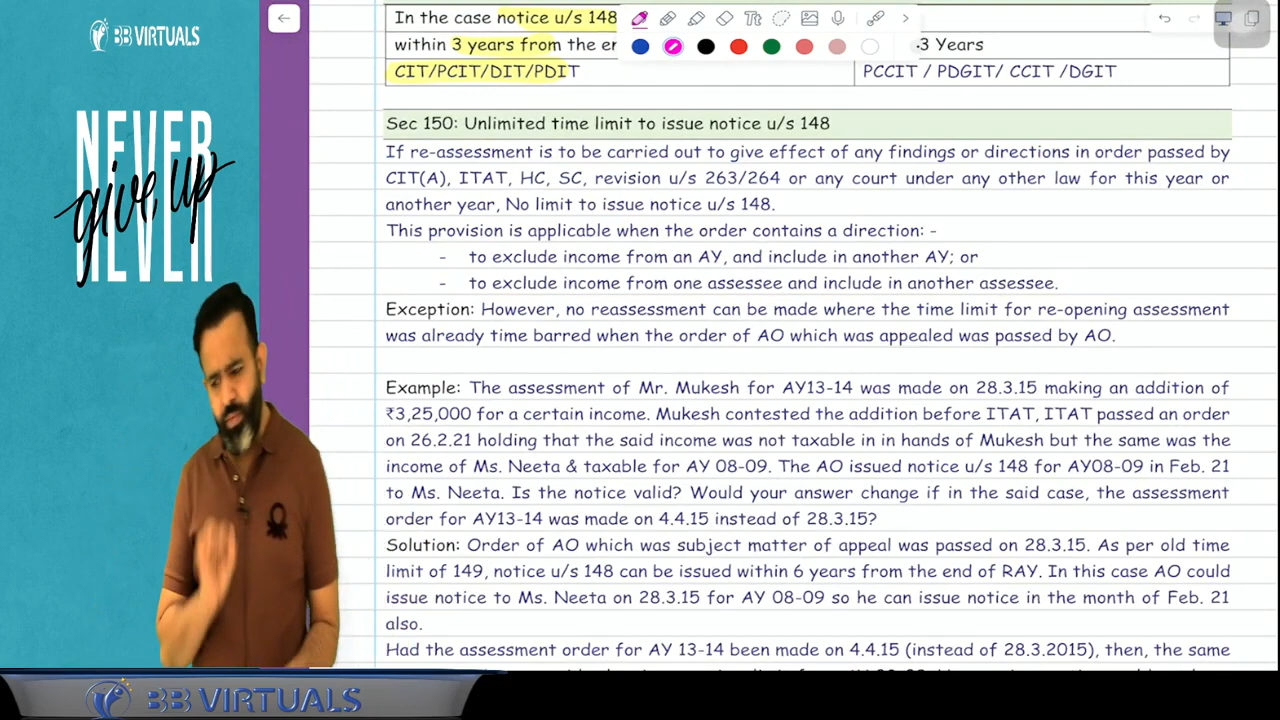 BB VIRTUALS
NEVER
give up
NEVER
In the case notice u/s 148
within 3 years from the er
3 Years
CIT/PCIT/DIT/PDIT
PCCIT / PDGIT/ CCIT /DGIT
Sec 150: Unlimited time limit to issue notice u/s 148
If re-assessment is to be carried out to give effect of any findings or directions in order passed by
CIT(A), ITAT, HC, SC, revision u/s 263/264 or any court under any other law for this year or
another year, No limit to issue notice u/s 148.
This provision is applicable when the order contains a direction: -
- to exclude income from an AY, and include in another AY; or
- to exclude income from one assessee and include in another assessee.
Exception: However, no reassessment can be made where the time limit for re-opening assessment
was already time barred when the order of AO which was appealed was passed by AO.
Example: The assessment of Mr. Mukesh for AY13-14 was made on 28.3.15 making an addition of
₹3,25,000 for a certain income. Mukesh contested the addition before ITAT, ITAT passed an order
on 26.2.21 holding that the said income was not taxable in in hands of Mukesh but the same was the
income of Ms. Neeta & taxable for AY 08-09. The AO issued notice u/s 148 for AY08-09 in Feb. 21
to Ms. Neeta. Is the notice valid? Would your answer change if in the said case, the assessment
order for AY13-14 was made on 4.4.15 instead of 28.3.15?
Solution: Order of AO which was subject matter of appeal was passed on 28.3.15. As per old time
limit of 149, notice u/s 148 can be issued within 6 years from the end of RAY. In this case AO could
issue notice to Ms. Neeta on 28.3.15 for AY 08-09 so he can issue notice in the month of Feb. 21
also.
Had the assessment order for AY 13-14 been made on 4.4.15 (instead of 28.3.2015), then, the same
BB VIRTUALS